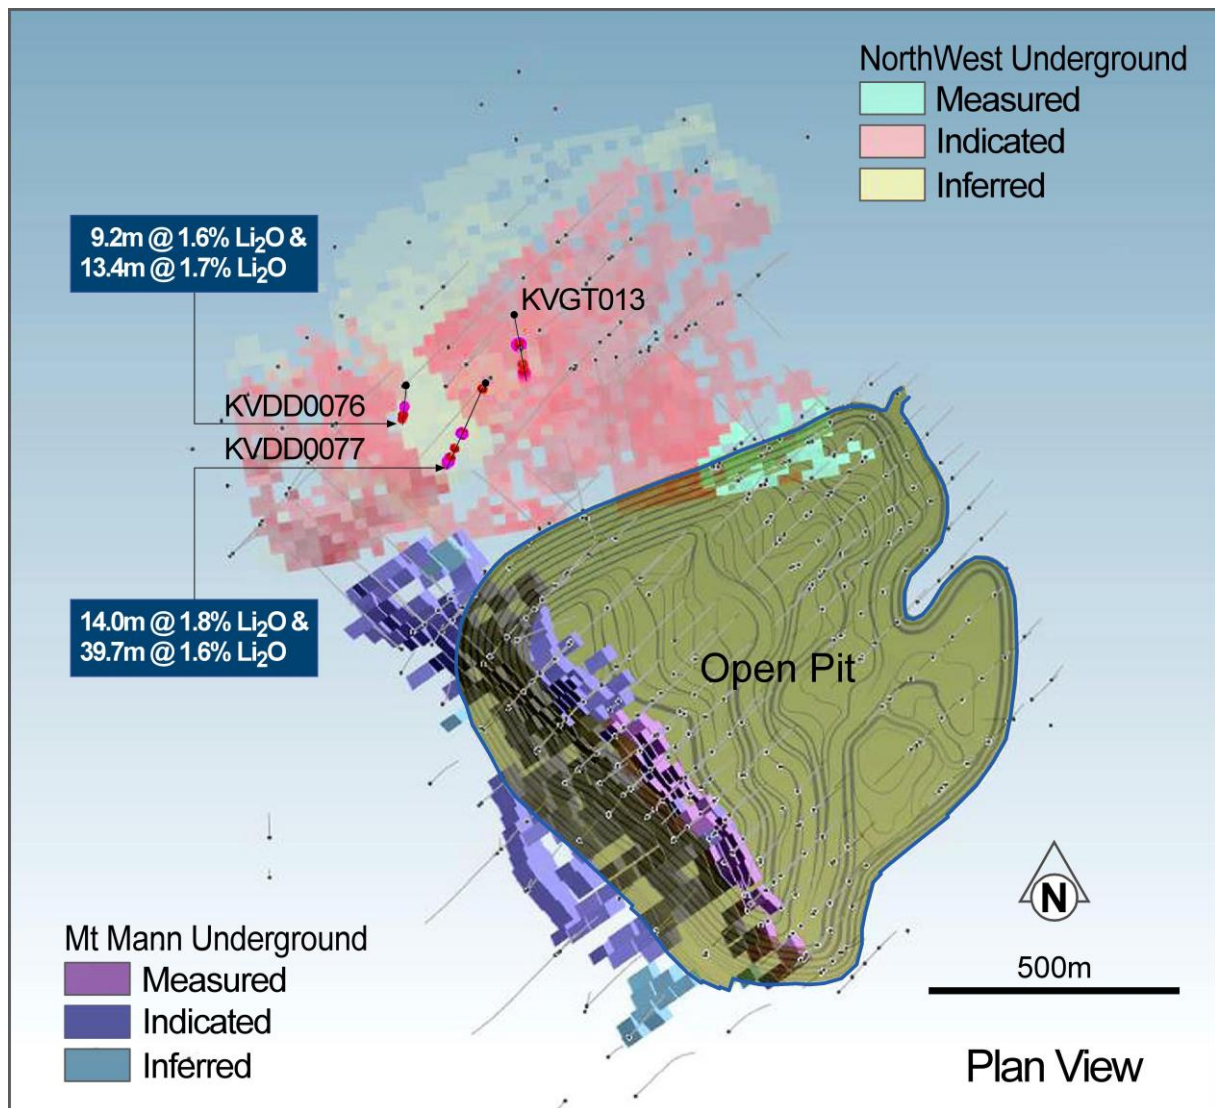 NorthWest Underground
Measured
Indicated
Inferred
9.2m @ 1.6% Li₂O &
13.4m @ 1.7% Li₂O
KVGT013
KVDD0076
KVDD0077
14.0m @ 1.8% Li₂O &
39.7m @ 1.6% Li₂O
Open Pit
N
500m
Mt Mann Underground
Measured
Indicated
Inferred
Plan View